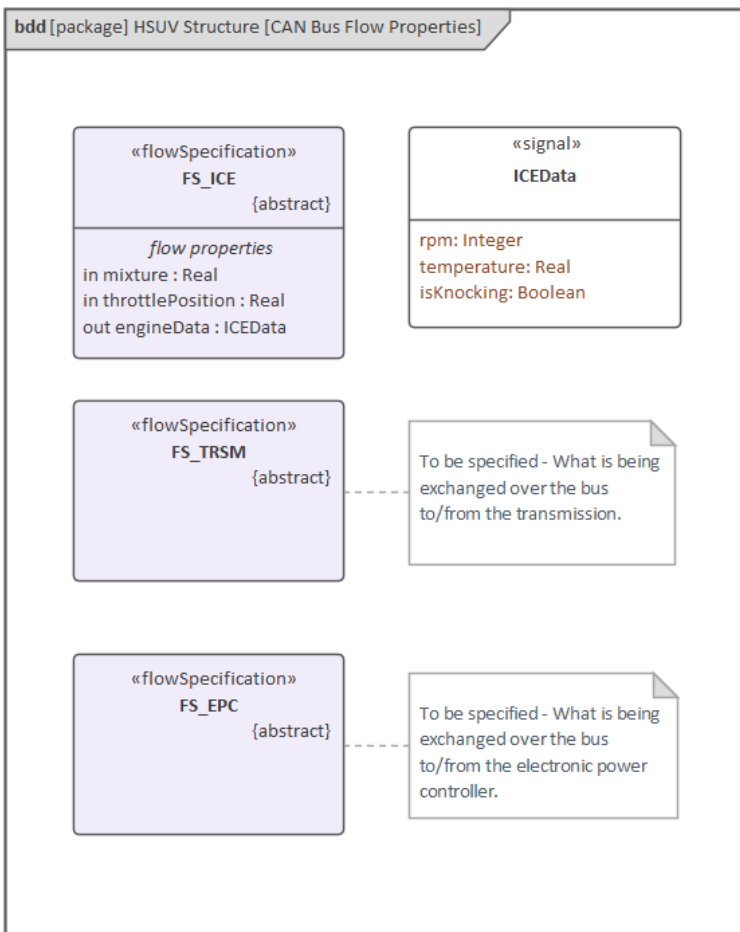 bdd [package] HSUV Structure [CAN Bus Flow Properties]
«flowSpecification»
FS_ICE
{abstract}
flow properties
in mixture : Real
in throttlePosition : Real
out engineData : ICEData
«signal»
ICEData
rpm: Integer
temperature: Real
isKnocking: Boolean
«flowSpecification»
FS_TRSM
{abstract}
To be specified - What is being
exchanged over the bus
to/from the transmission.
«flowSpecification»
FS_EPC
{abstract}
To be specified - What is being
exchanged over the bus
to/from the electronic power
controller.